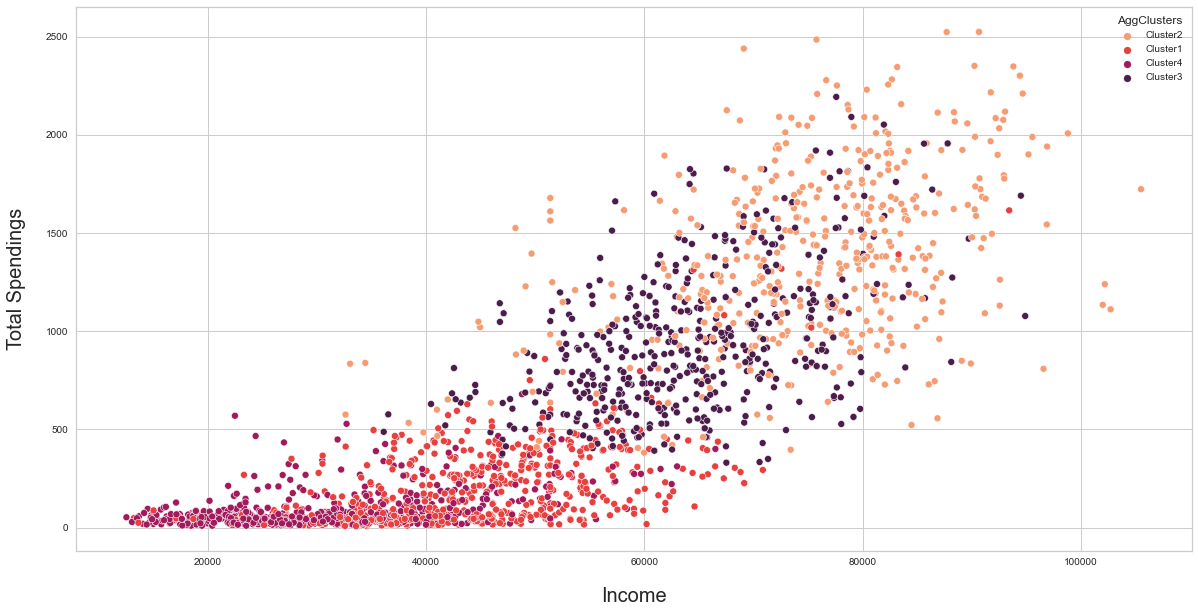 AggClusters
Cluster2
Cluster1
Cluster4
Cluster3
2500
2000
1500
1000
500
0
Total Spendings
20000 40000 60000 80000 100000
Income